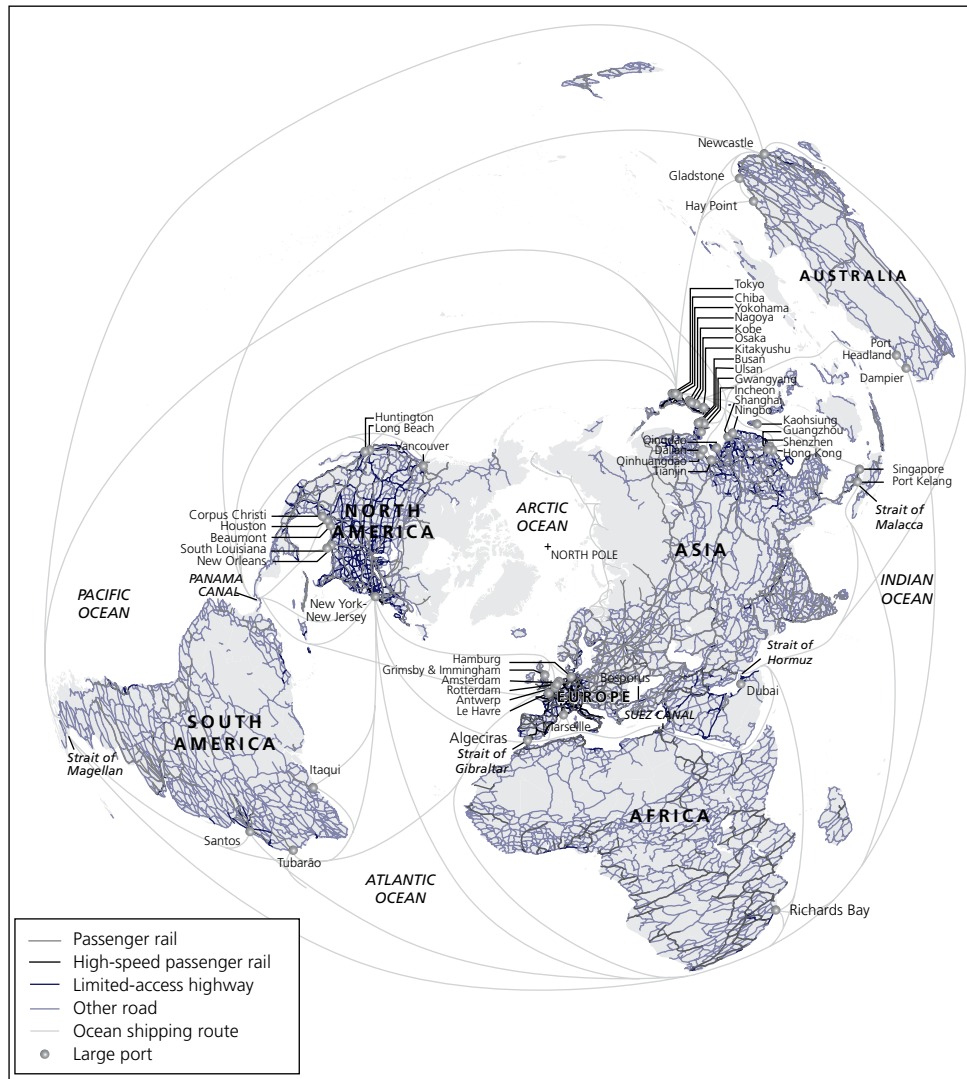 Newcastle
Gladstone
Hay Point
AUSTRALIA
Tokyo
Chiba
Yokohama
Nagoya
Kobe
Osaka
Kitakyushu
Busan
Ulsan
Gwangyang
Incheon
Shanghai
Ningbo
Port
Headland
Dampier
Kaohsiung
Guangzhou
Shenzhen
Hong Kong
Qingdao
Dalian
Qinhuangdao
Tianjin
Singapore
Port Kelang
Strait of
Malacca
Huntington
Long Beach
Vancouver
Corpus Christi
Houston
Beaumont
South Louisiana
New Orleans
NORTH
AMERICA
ARCTIC
OCEAN
+NORTH POLE
ASIA
PANAMA
CANAL
PACIFIC
OCEAN
INDIAN
OCEAN
New York-
New Jersey
Strait of
Hormuz
Hamburg
Grimsby & Immingham
Amsterdam
Rotterdam
Antwerp
Le Havre
Bosporus
EUROPE
Dubai
SUEZ CANAL
Marseille
Algeciras
Strait of
Gibraltar
SOUTH
AMERICA
Strait of
Magellan
Itaqui
Santos
Tubarão
AFRICA
ATLANTIC
OCEAN
Richards Bay
Passenger rail
High-speed passenger rail
Limited-access highway
Other road
Ocean shipping route
Large port